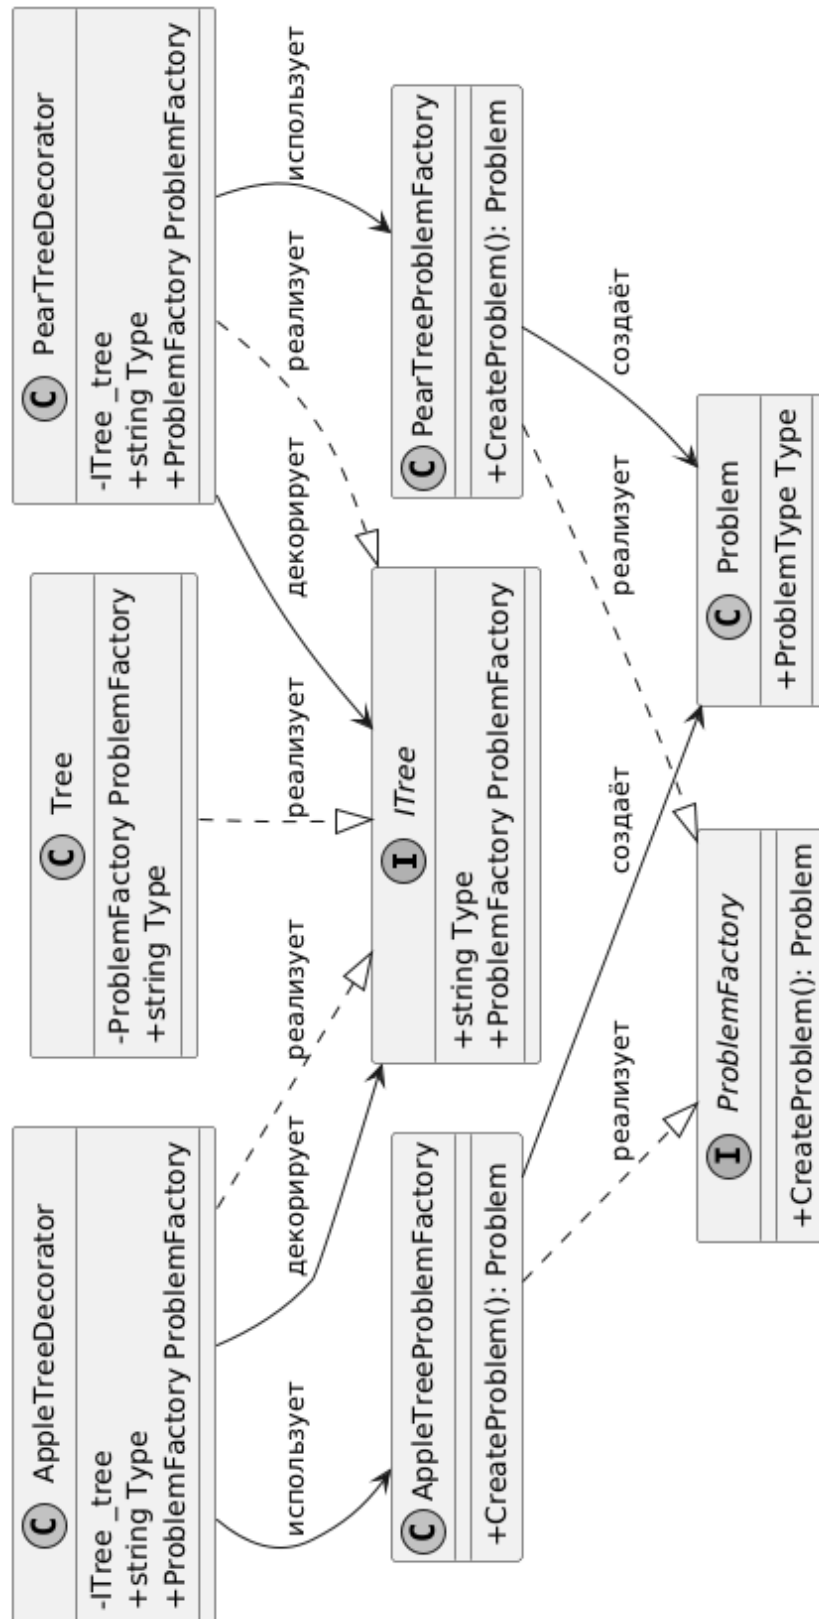 C AppleTreeDecorator
-ITree _tree
+string Type
+ProblemFactory ProblemFactory
C Tree
-ProblemFactory ProblemFactory
+string Type
C PearTreeDecorator
-ITree _tree
+string Type
+ProblemFactory ProblemFactory
использует
декорирует
реализует
реализует
декорирует
реализует
использует
C AppleTreeProblemFactory
+CreateProblem(): Problem
I ITree
+string Type
+ProblemFactory ProblemFactory
C PearTreeProblemFactory
+CreateProblem(): Problem
реализует
создаёт
реализует
создаёт
I ProblemFactory
+CreateProblem(): Problem
C Problem
+ProblemType Type